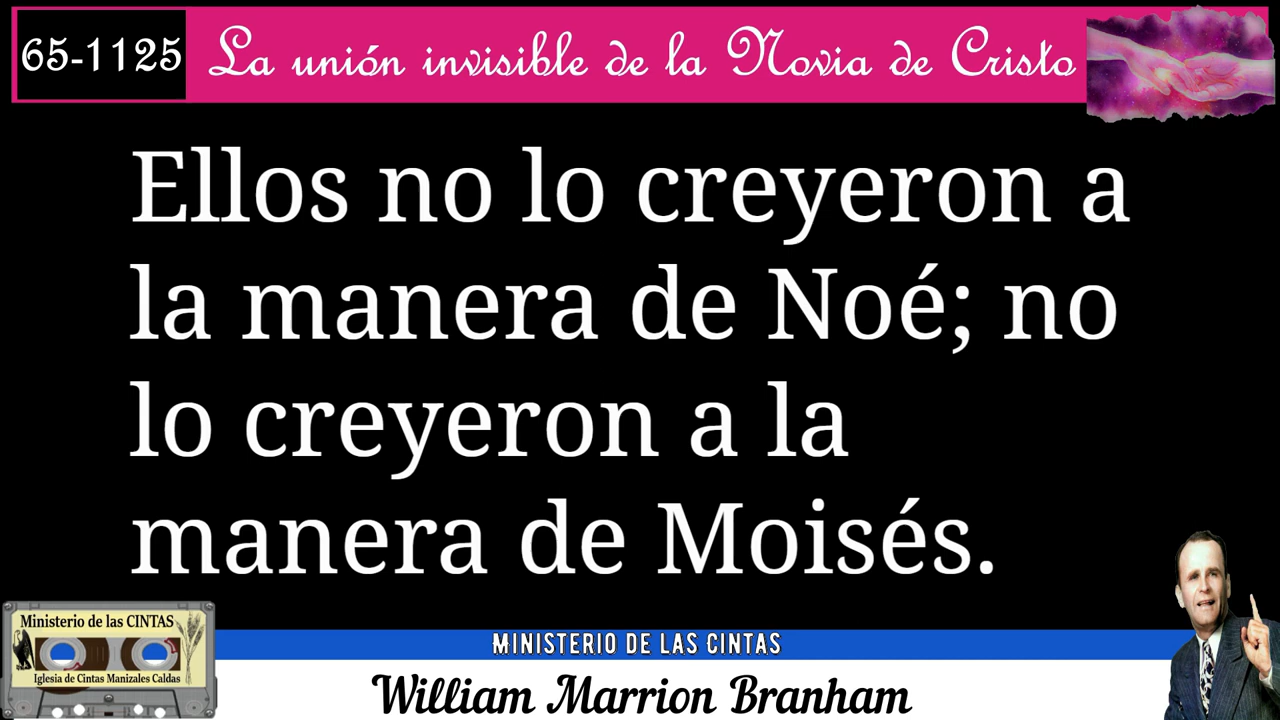 65-1125 La unión invisible de la Novia de Cristo
Ellos no lo creyeron a
la manera de Noé; no
lo creyeron a la
manera de Moisés.
Ministerio de las CINTAS
Iglesia de Cintas Manizales Caldas
MINISTERIO DE LAS CINTAS
William Marrion Branham